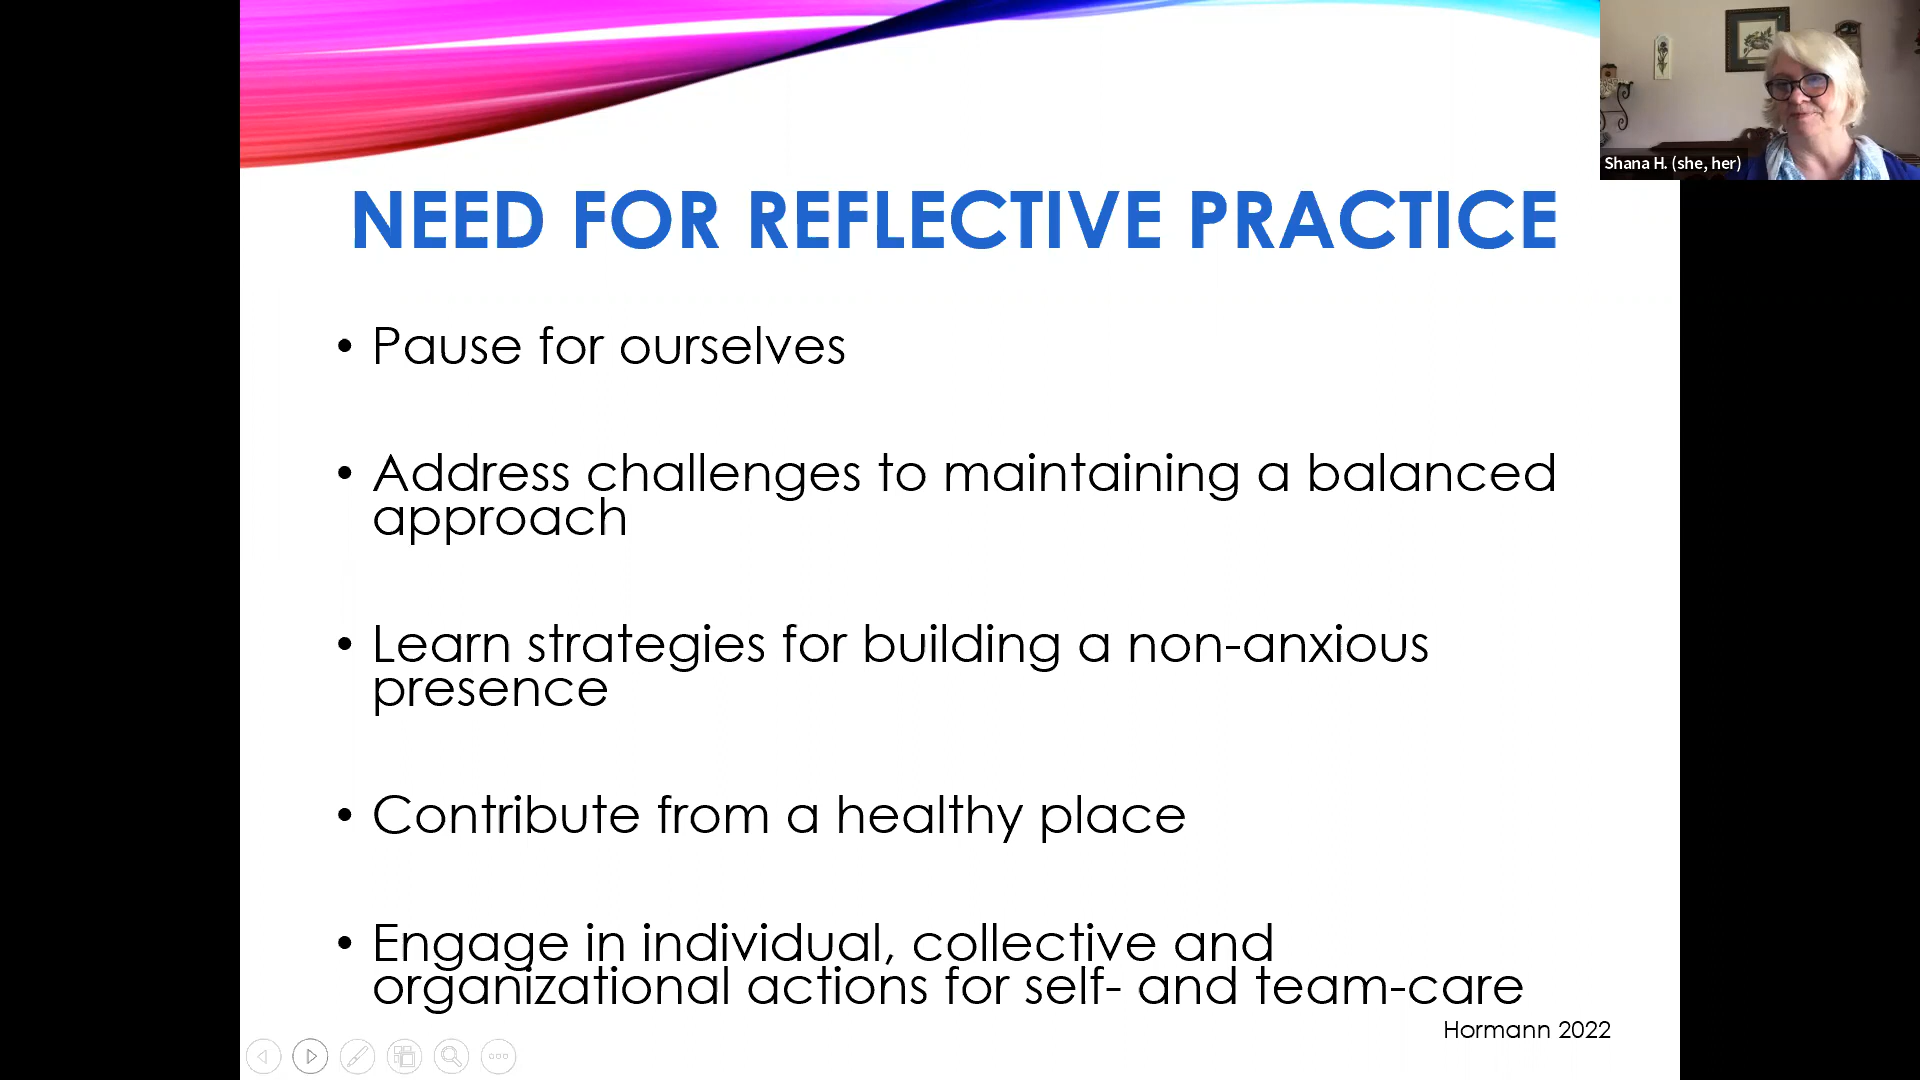 Shana H. (she, her)
NEED FOR REFLECTIVE PRACTICE
• Pause for ourselves
• Address challenges to maintaining a balanced
approach
• Learn strategies for building a non-anxious
presence
• Contribute from a healthy place
• Engage in individual, collective and
organizational actions for self- and team-care
Hormann 2022